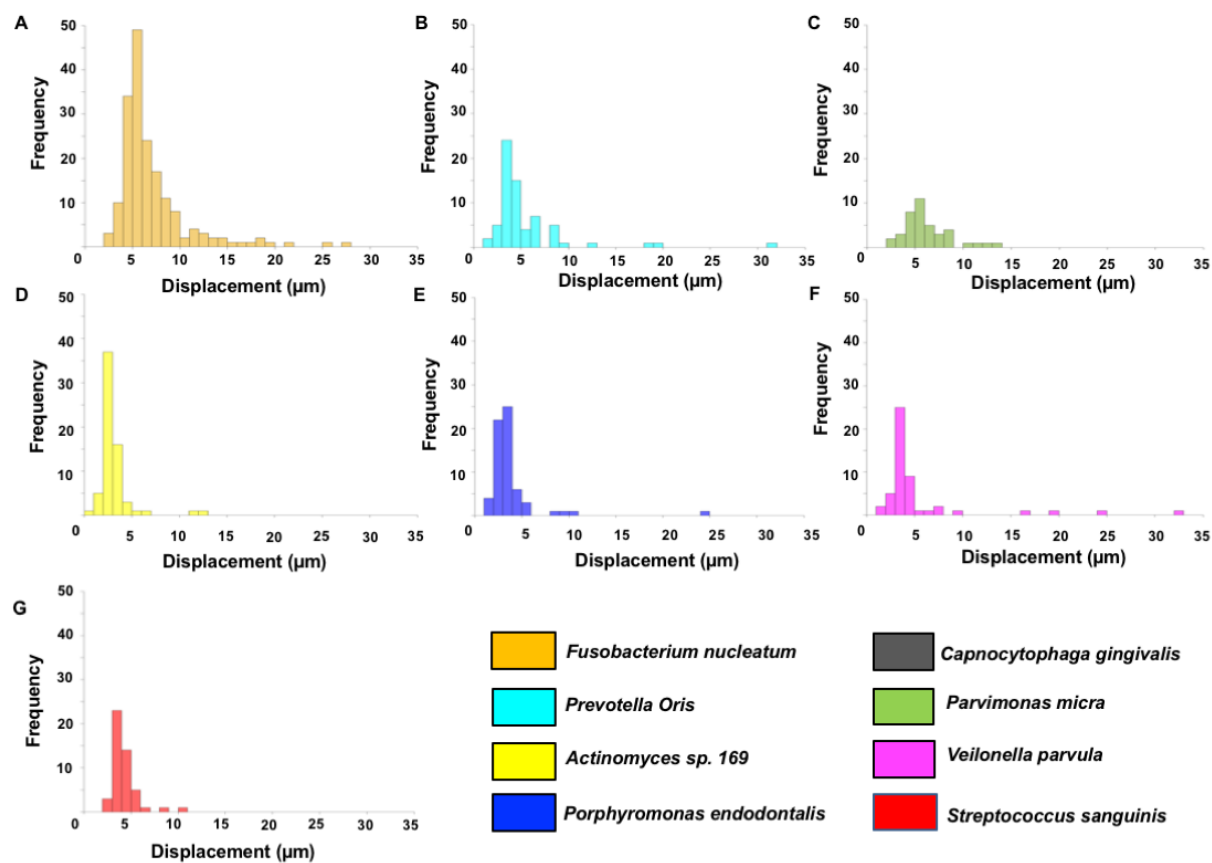 A
50
40
30
20
10
Frequency
0 5 10 15 20 25 30 35
Displacement (µm)
B
50
40
30
20
10
Frequency
0 5 10 15 20 25 30 35
Displacement (µm)
C
50
40
30
20
10
Frequency
0 5 10 15 20 25 30 35
Displacement (µm)
D
50
40
30
20
10
Frequency
0 5 10 15 20 25 30 35
Displacement (µm)
E
50
40
30
20
10
Frequency
0 5 10 15 20 25 30 35
Displacement (µm)
F
50
40
30
20
10
Frequency
0 5 10 15 20 25 30 35
Displacement (µm)
G
50
40
30
20
10
Frequency
0 5 10 15 20 25 30 35
Displacement (µm)
Fusobacterium nucleatum
Prevotella Oris
Actinomyces sp. 169
Porphyromonas endodontalis
Capnocytophaga gingivalis
Parvimonas micra
Veilonella parvula
Streptococcus sanguinis